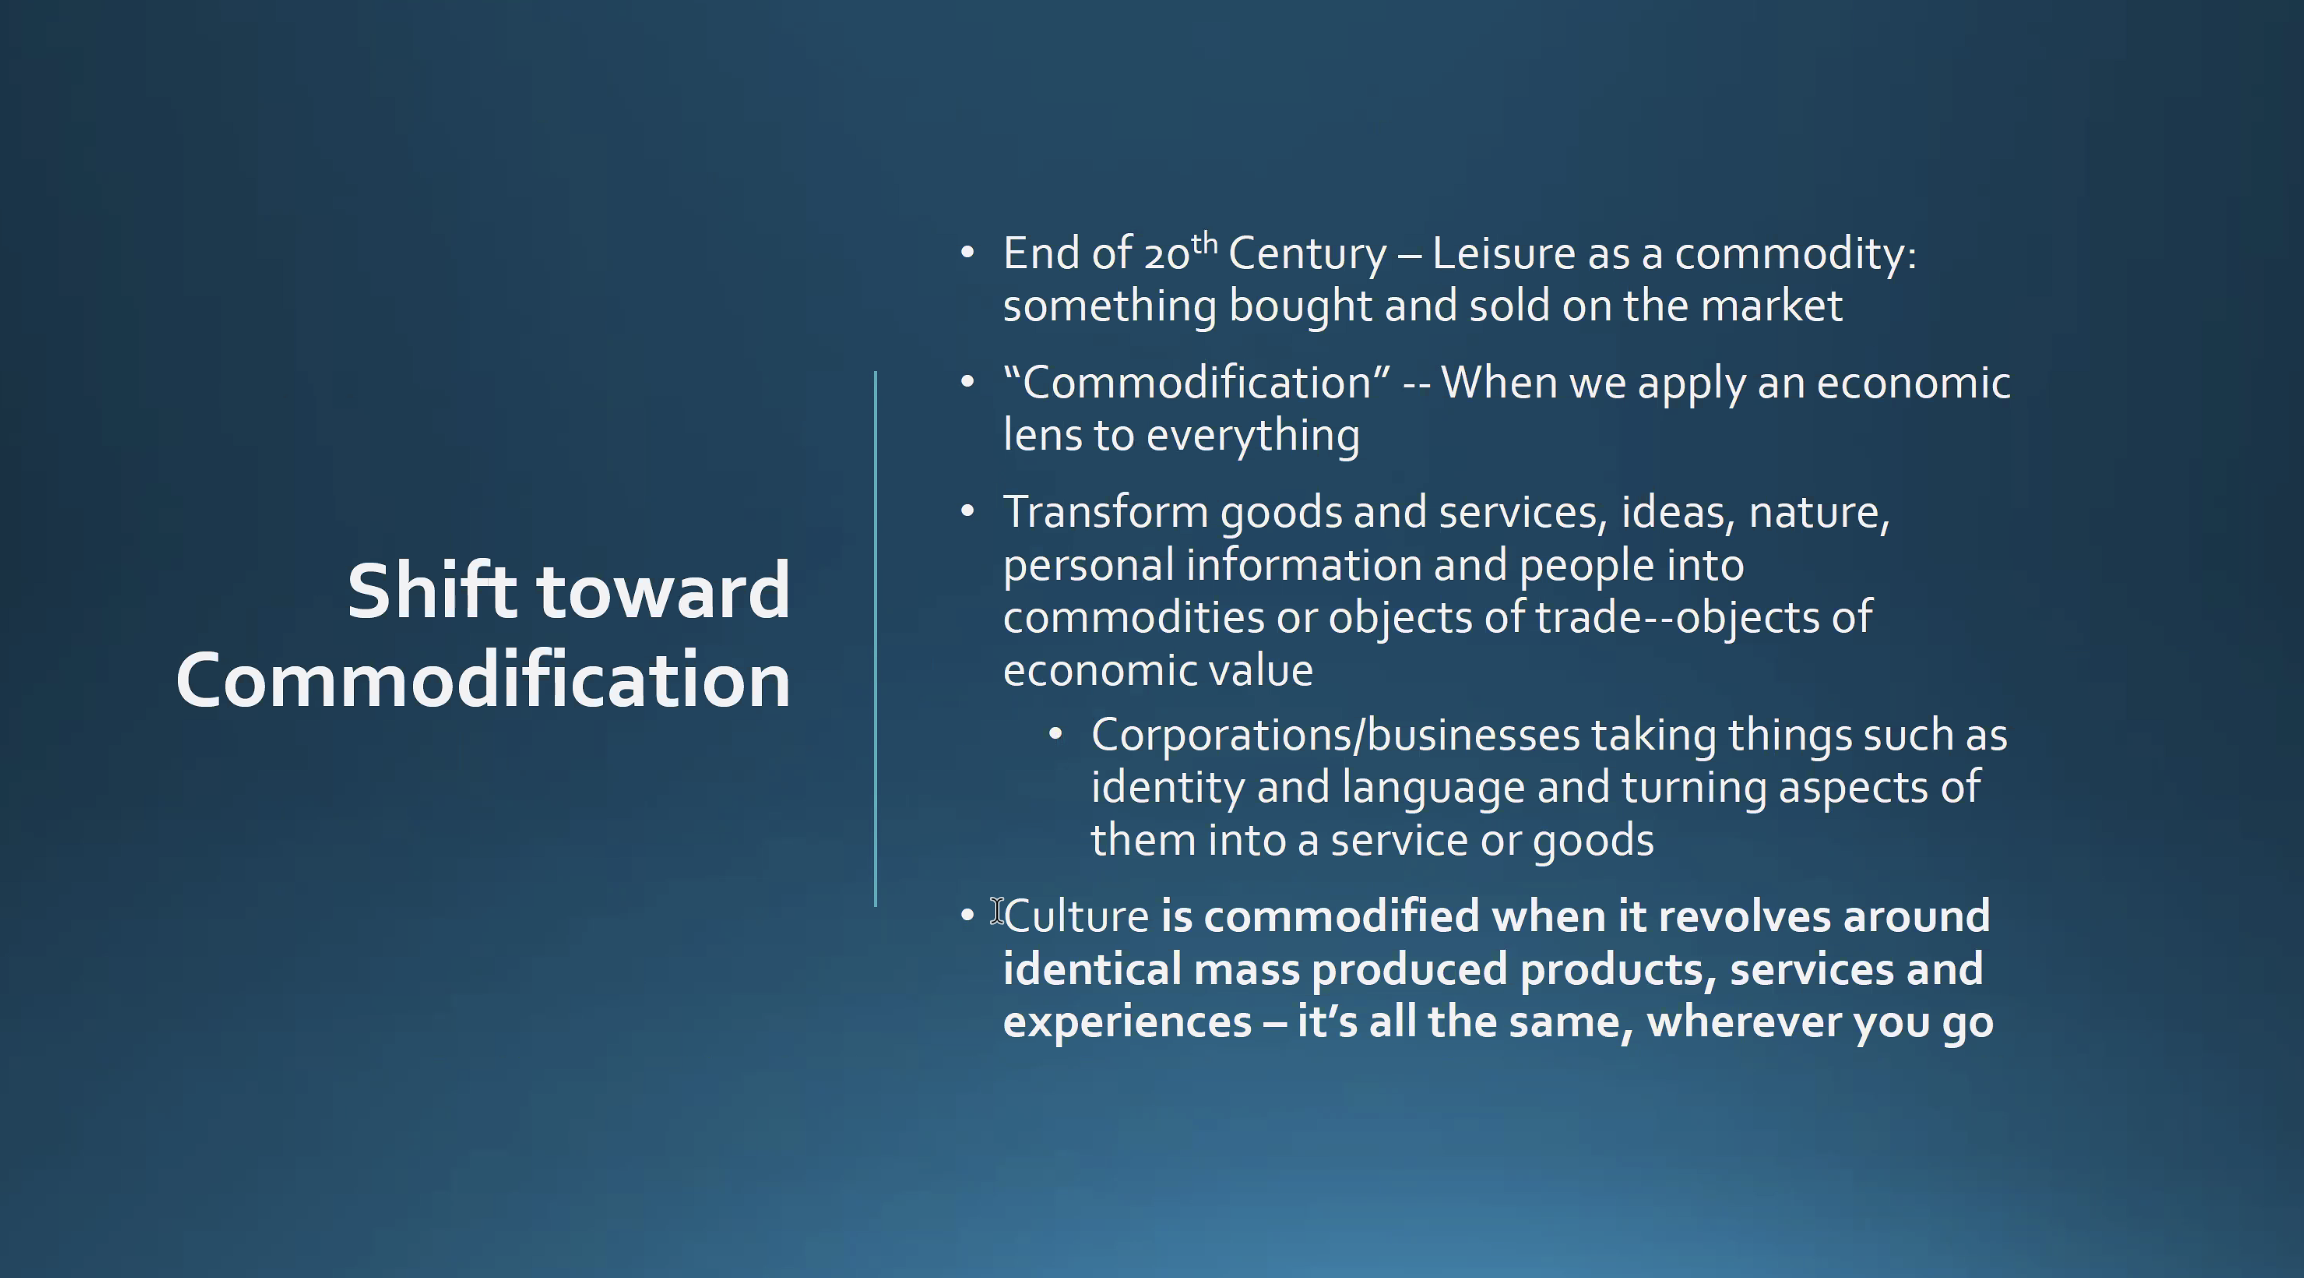 Shift toward
Commodification
• End of 20th Century – Leisure as a commodity:
something bought and sold on the market
• “Commodification” -- When we apply an economic
lens to everything
• Transform goods and services, ideas, nature,
personal information and people into
commodities or objects of trade--objects of
economic value
• Corporations/businesses taking things such as
identity and language and turning aspects of
them into a service or goods
• Culture is commodified when it revolves around
identical mass produced products, services and
experiences – it’s all the same, wherever you go